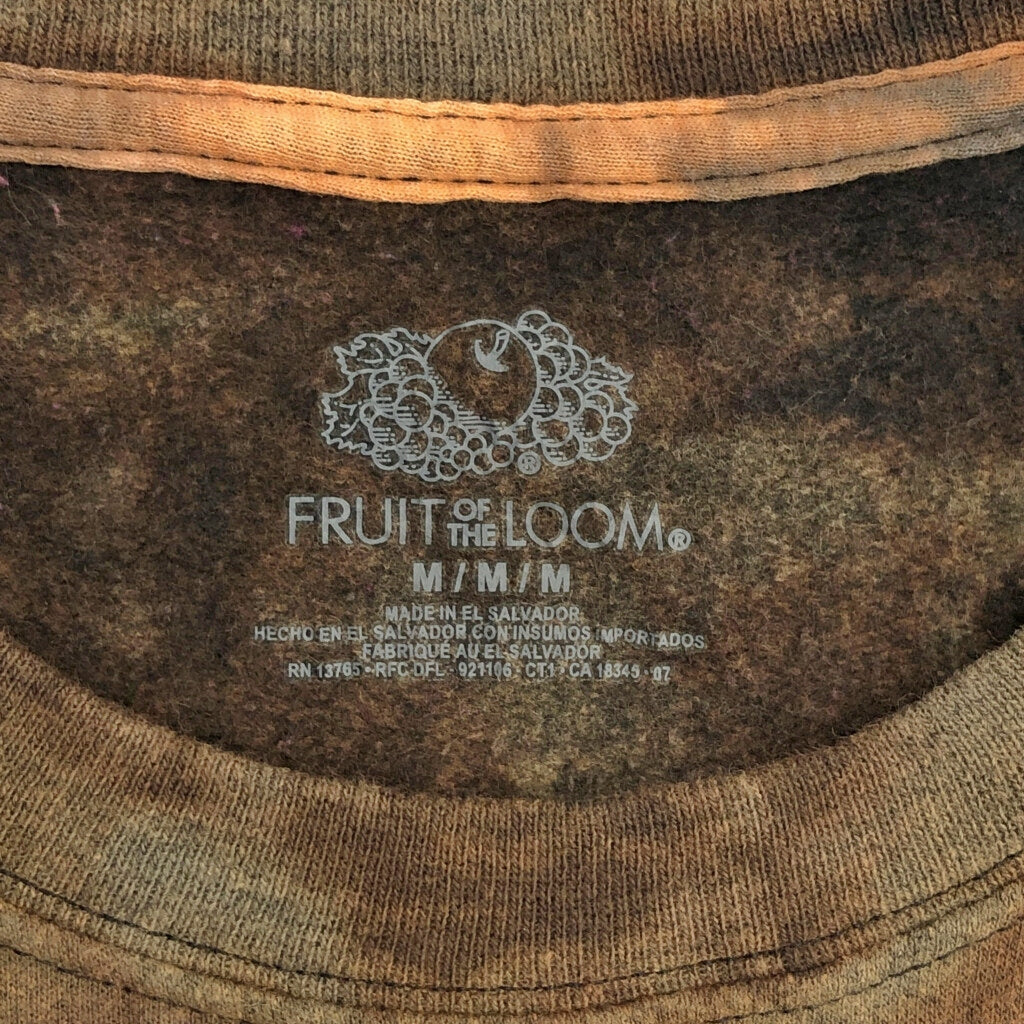 FRUIT OF THE LOOM®
M / M / M
MADE IN EL SALVADOR
HECHO EN EL SALVADOR CON INSUMOS IMPORTADOS
FABRIQUÉ AU EL SALVADOR
RN 13765 • RFC DFL - 921106 - CT1 • CA 18349 • 07